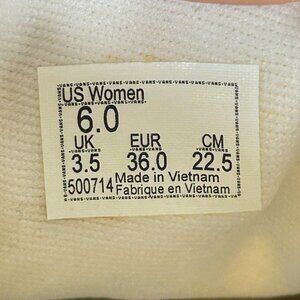 US Women
6.0
UK EUR CM
3.5 36.0 22.5
500714 Made in Vietnam
Fabrique en Vietnam